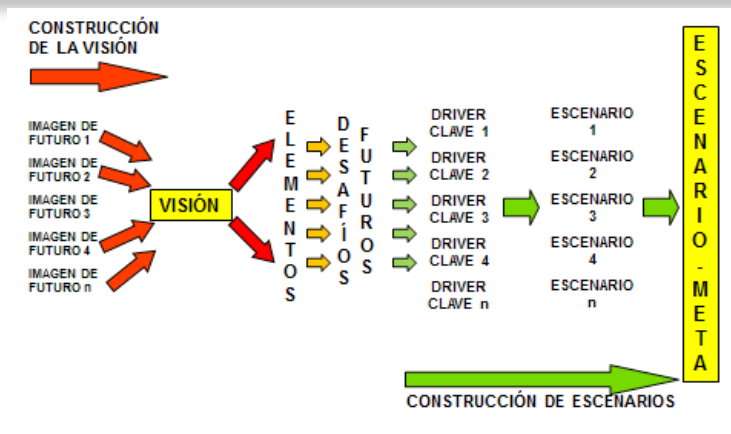 CONSTRUCCIÓN
DE LA VISIÓN
IMAGEN DE
FUTURO 1
IMAGEN DE
FUTURO 2
IMAGEN DE
FUTURO 3
IMAGEN DE
FUTURO 4
IMAGEN DE
FUTURO n
VISIÓN
ELEMENTOS
DESAFÍOS
FUTUROS
DRIVER
CLAVE 1
DRIVER
CLAVE 2
DRIVER
CLAVE 3
DRIVER
CLAVE 4
DRIVER
CLAVE n
ESCENARIO
1
ESCENARIO
2
ESCENARIO
3
ESCENARIO
4
ESCENARIO
n
ESCENARIO-META
CONSTRUCCIÓN DE ESCENARIOS